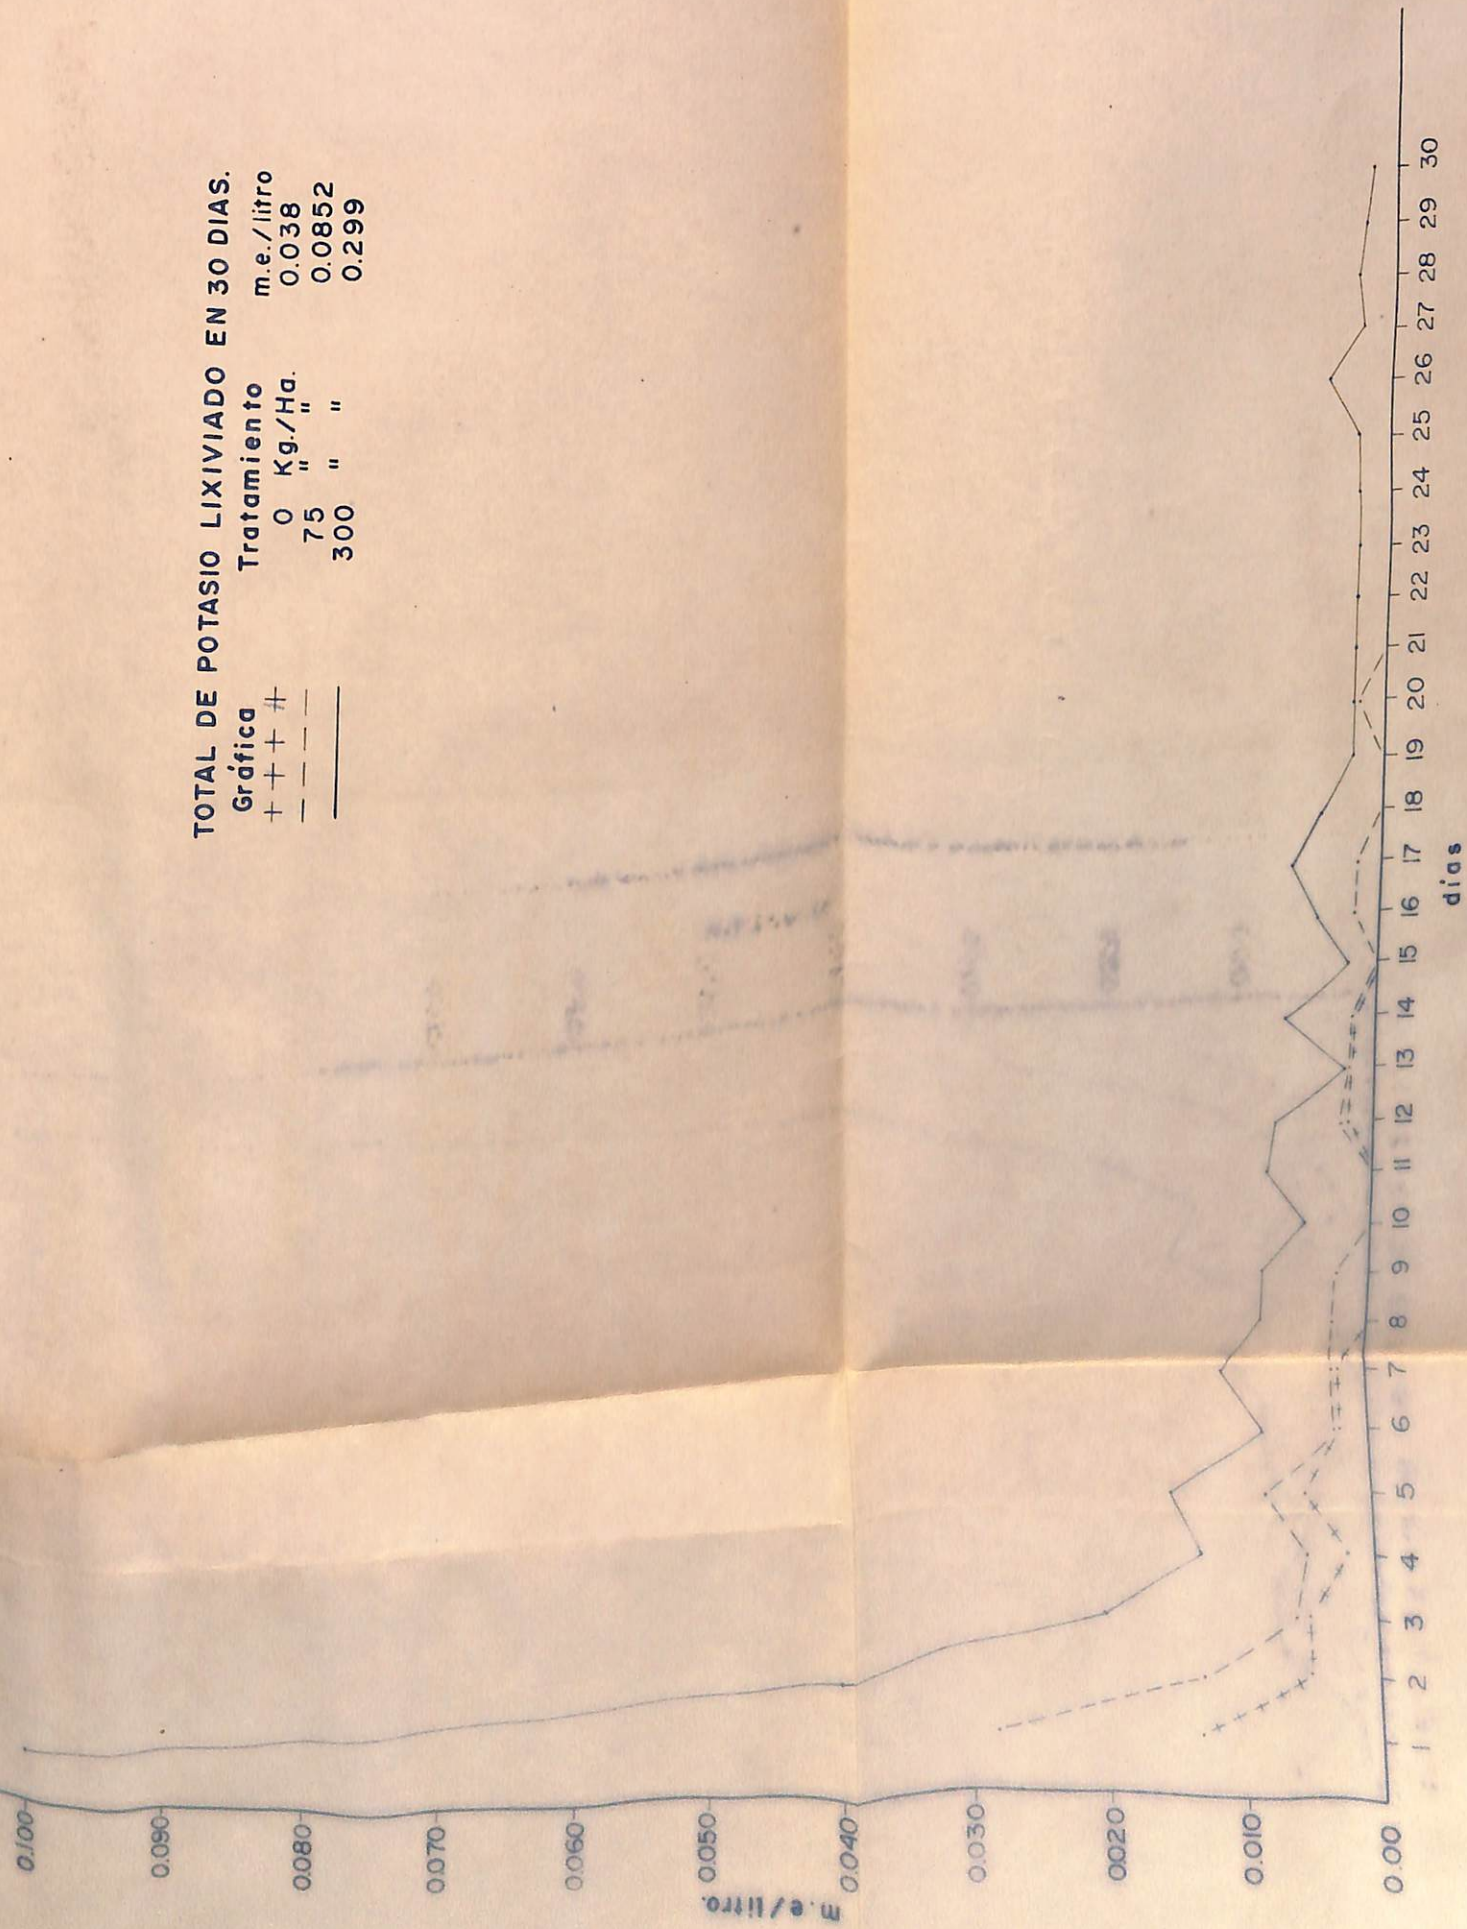 TOTAL DE POTASIO LIXIVIADO EN 30 DIAS.
Gráfica Tratamiento m.e./litro
+ + + # 0 Kg./Ha. 0.038
— — — — — 75 " " 0.0852
———— 300 " " 0.299
0.100
0.090
0.080
0.070
0.060
0.050
0.040
0.030
0020
0.010
0.00
m.e/litro.
1 2 3 4 5 6 7 8 9 10 11 12 13 14 15 16 17 18 19 20 21 22 23 24 25 26 27 28 29 30
días